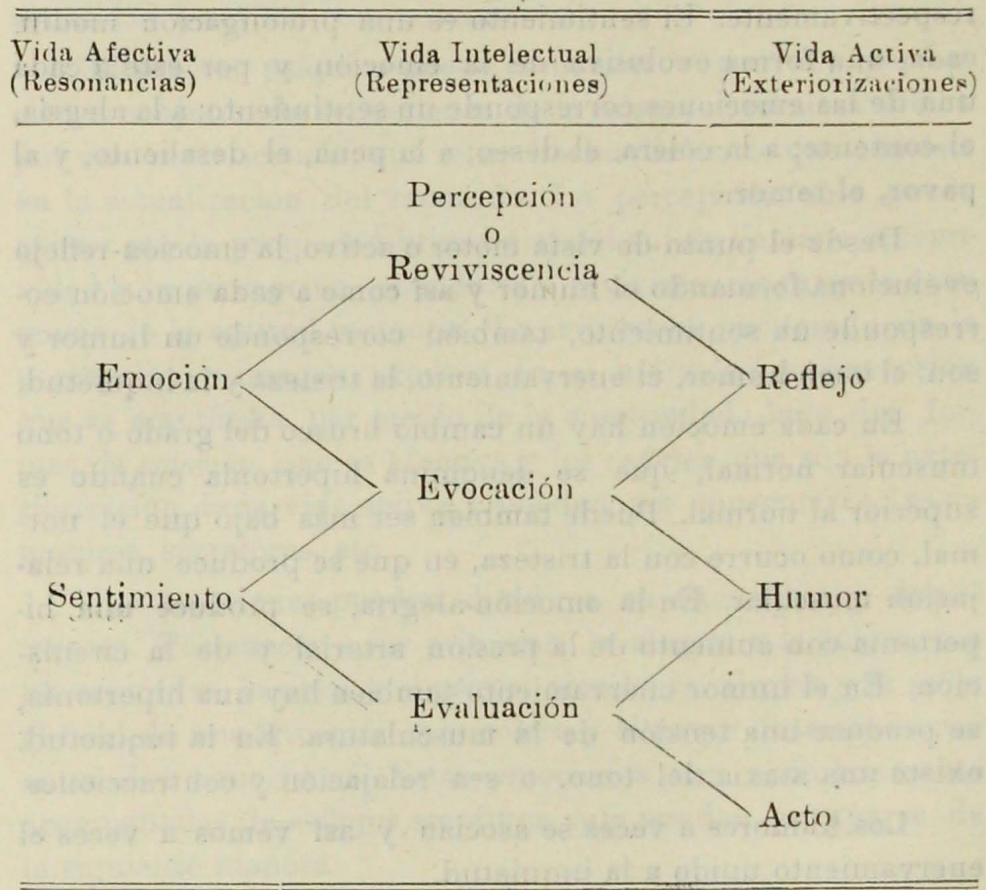 Vida Afectiva Vida Intelectual Vida Activa
(Resonancias) (Representaciones) (Exteriorizaciones)
Percepción
o
Reviviscencia
Emoción Reflejo
Evocación
Sentimiento Humor
Evaluación
Acto